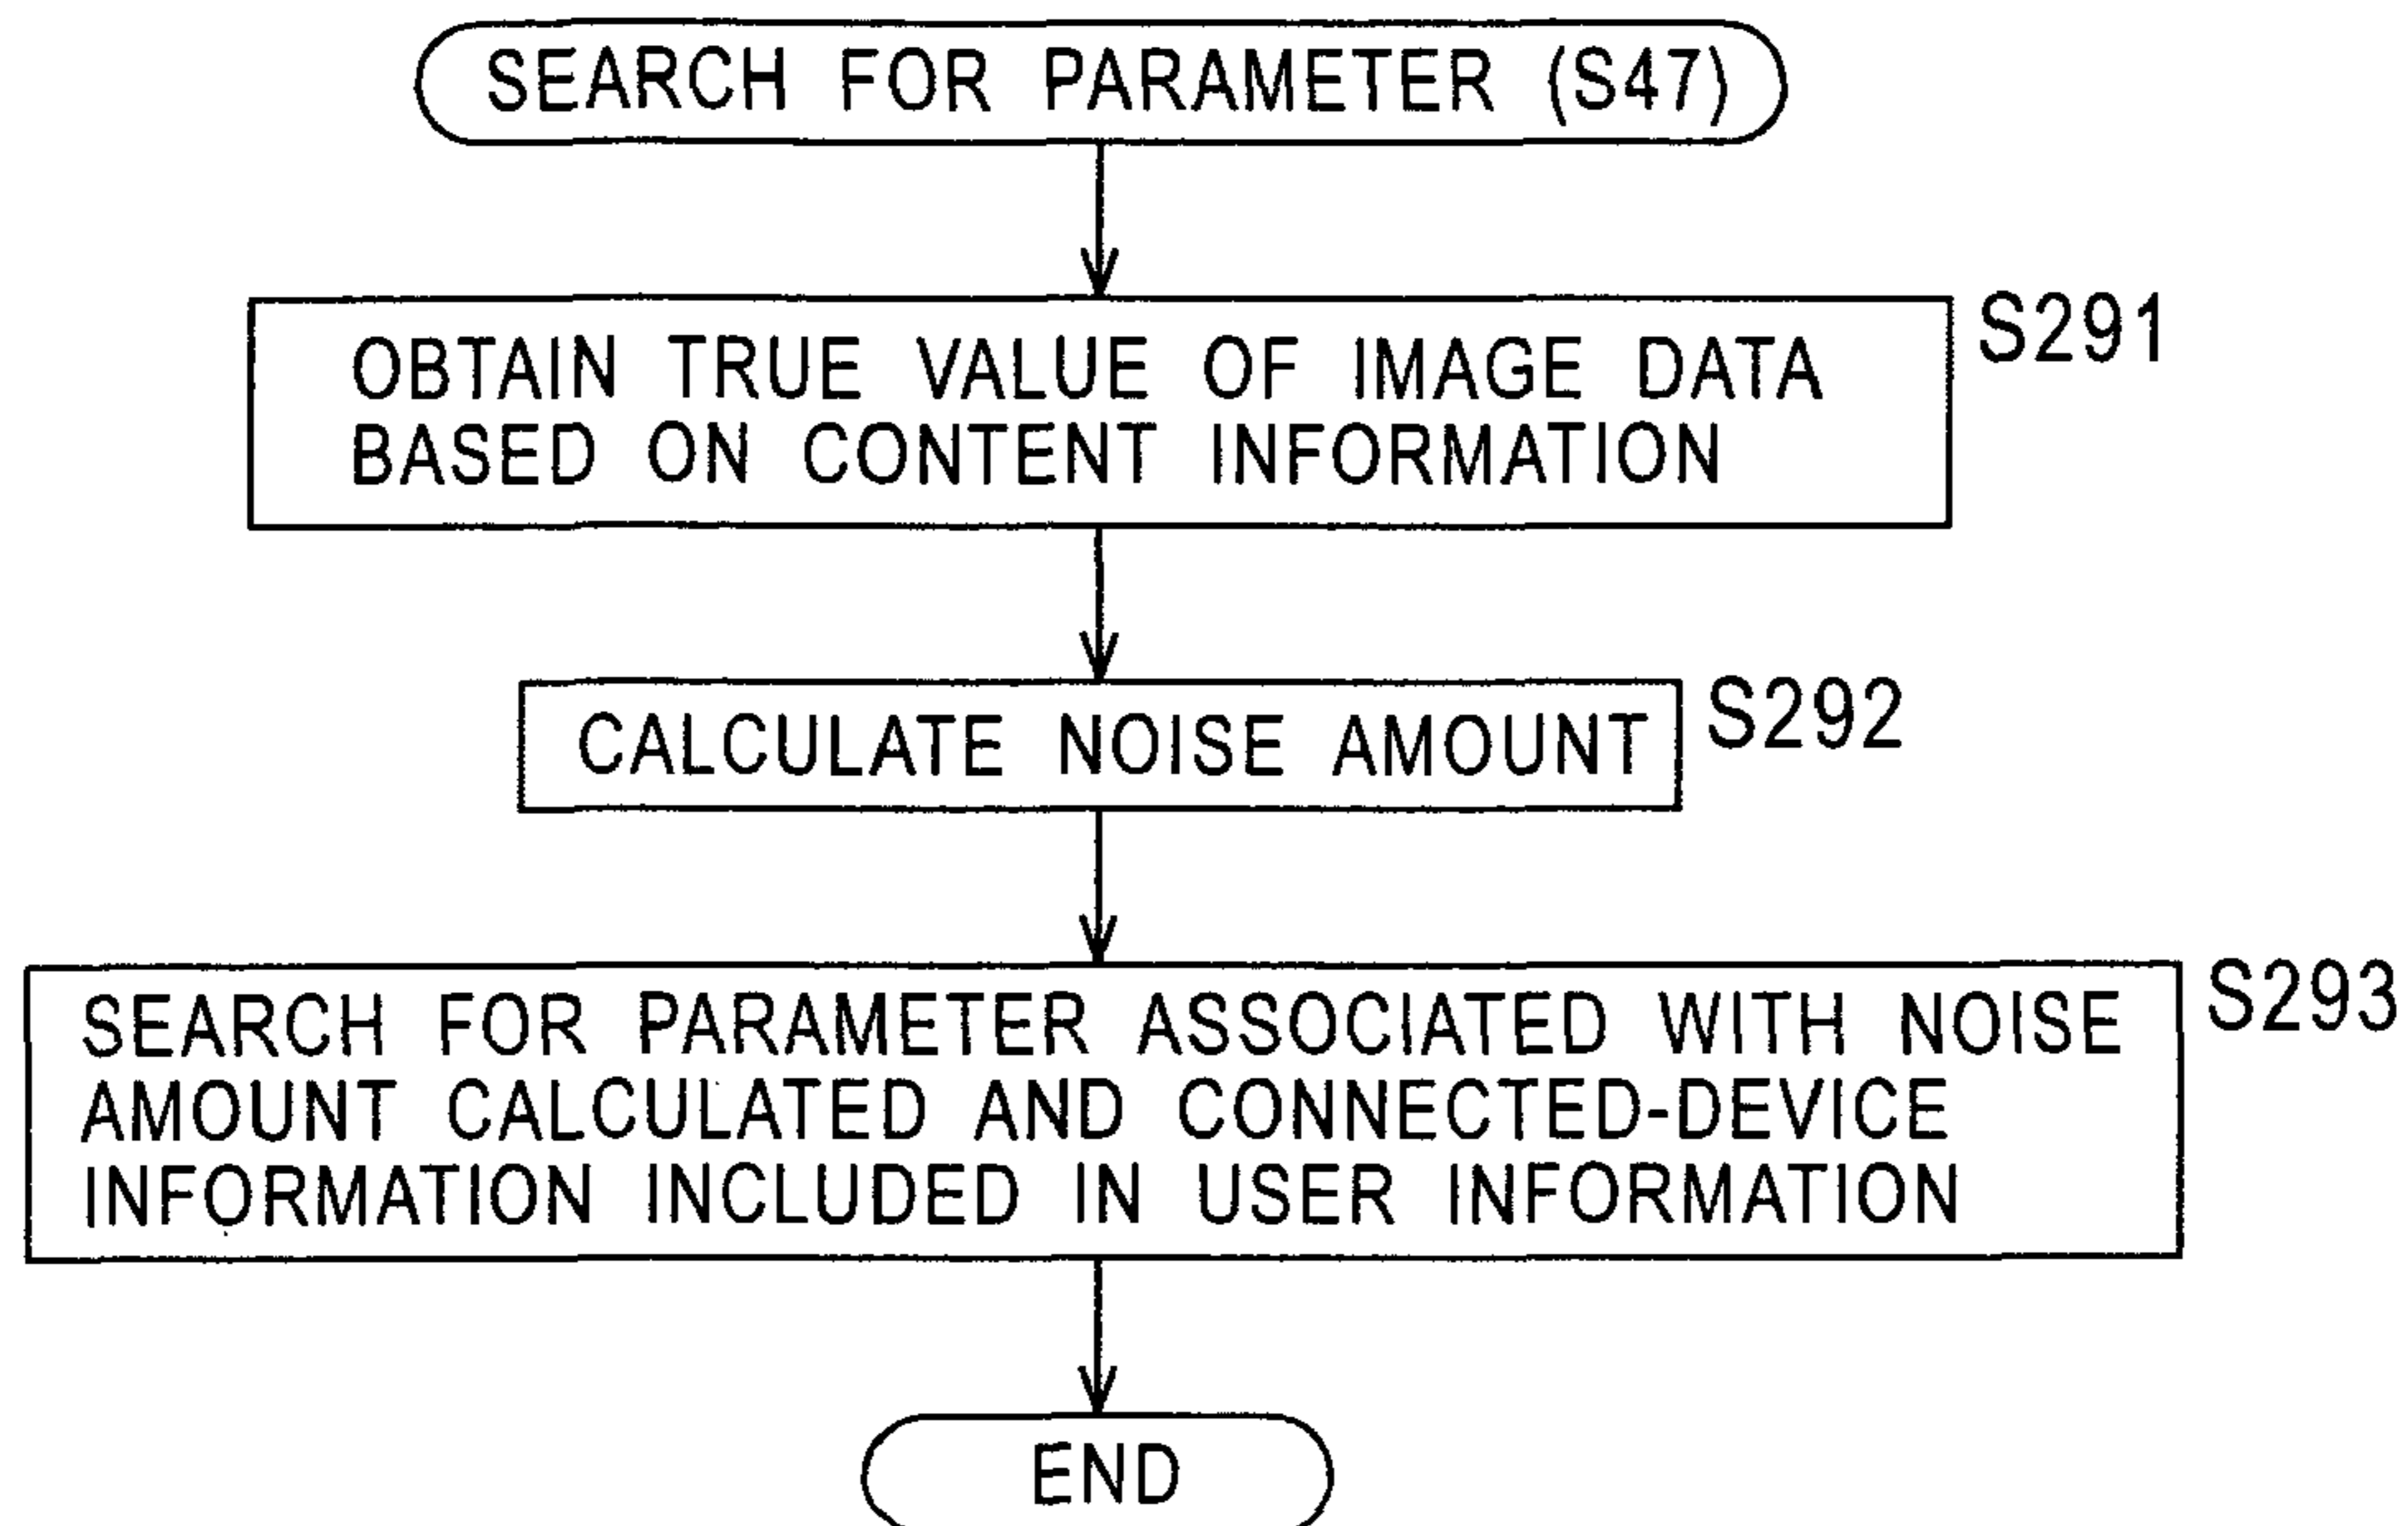 SEARCH FOR PARAMETER (S47)
S291
OBTAIN TRUE VALUE OF IMAGE DATA
BASED ON CONTENT INFORMATION
S292
CALCULATE NOISE AMOUNT
S293
SEARCH FOR PARAMETER ASSOCIATED WITH NOISE
AMOUNT CALCULATED AND CONNECTED-DEVICE
INFORMATION INCLUDED IN USER INFORMATION
END